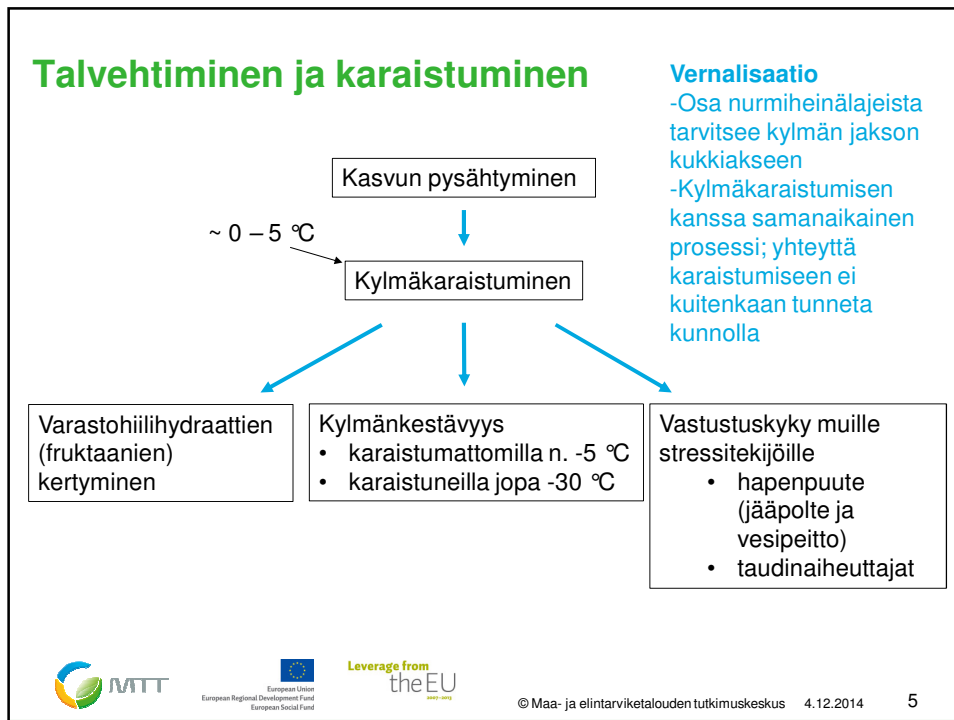 Talvehtiminen ja karaistuminen
Vernalisaatio
-Osa nurmiheinälajeista
tarvitsee kylmän jakson
kukkiakseen
-Kylmäkaraistumisen
kanssa samanaikainen
prosessi; yhteyttä
karaistumiseen ei
kuitenkaan tunneta
kunnolla
Kasvun pysähtyminen
~ 0 – 5 °C
Kylmäkaraistuminen
Varastohiilihydraattien
(fruktaanien)
kertyminen
Kylmänkestävyys
• karaistumattomilla n. -5 °C
• karaistuneilla jopa -30 °C
Vastustuskyky muille
stressitekijöille
• hapenpuute
(jääpolte ja
vesipeitto)
• taudinaiheuttajat
MTT
European Union
European Regional Development Fund
European Social Fund
Leverage from
the EU
2007–2013
© Maa- ja elintarviketalouden tutkimuskeskus 4.12.2014 5